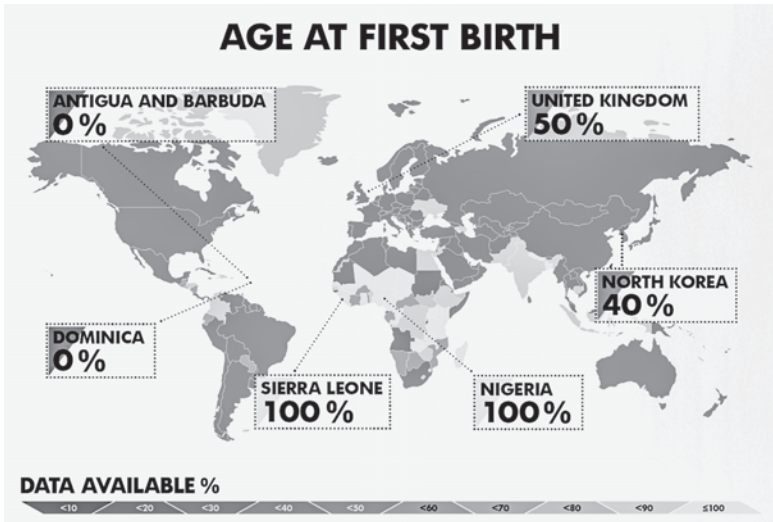 AGE AT FIRST BIRTH
ANTIGUA AND BARBUDA
0 %
UNITED KINGDOM
50 %
NORTH KOREA
40 %
DOMINICA
0 %
SIERRA LEONE
100 %
NIGERIA
100 %
DATA AVAILABLE %
<10 <20 <30 <40 <50 <60 <70 <80 <90 ≤100